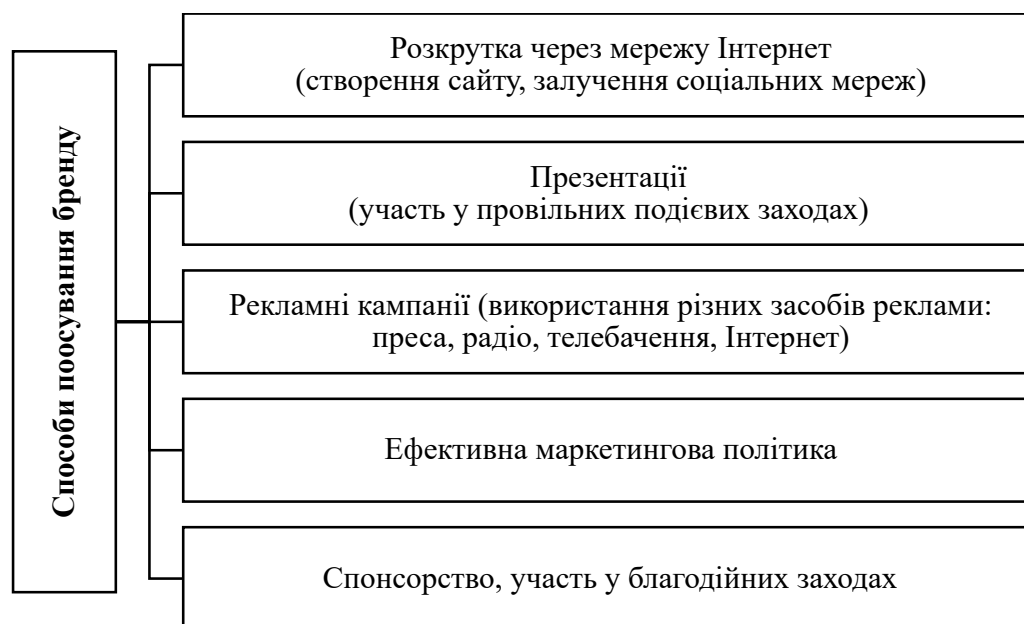 Способи поосування бренду
Розкрутка через мережу Інтернет
(створення сайту, залучення соціальних мереж)
Презентації
(участь у провільних подієвих заходах)
Рекламні кампанії (використання різних засобів реклами:
преса, радіо, телебачення, Інтернет)
Ефективна маркетингова політика
Спонсорство, участь у благодійних заходах